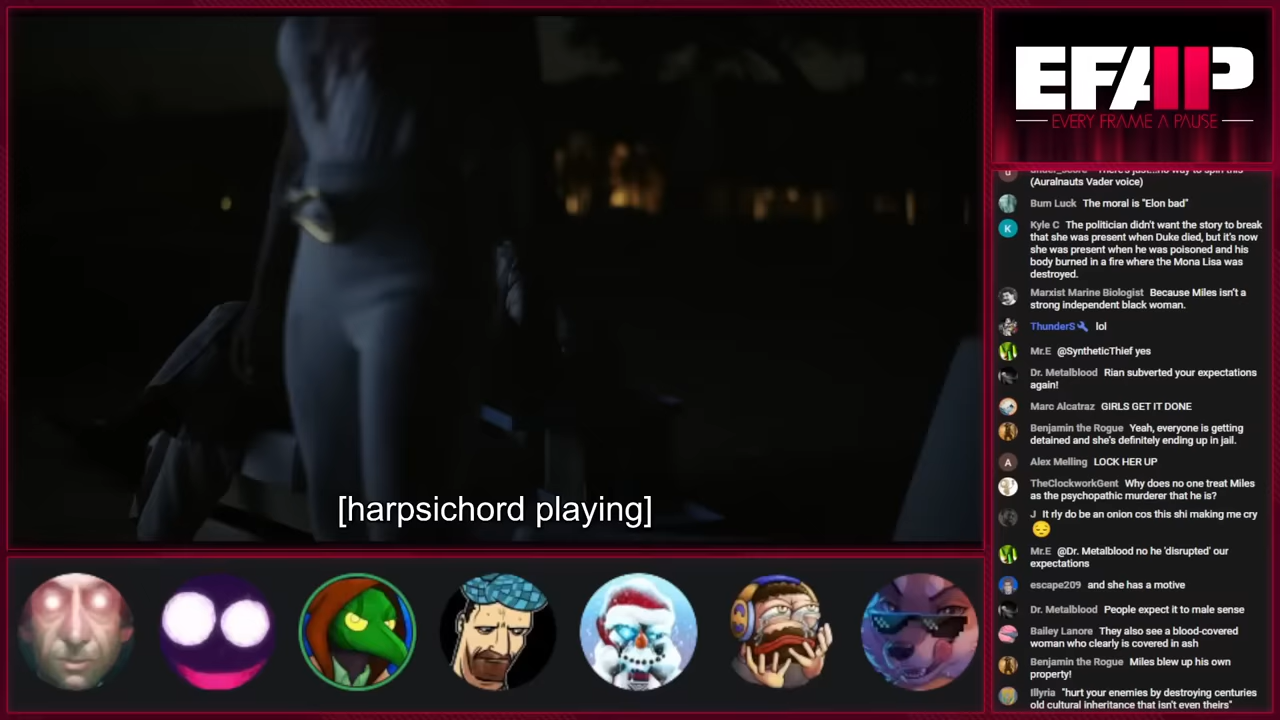 [harpsichord playing]
EFAP
EVERY FRAME A PAUSE
(Auralnauts Vader voice)
Bum Luck The moral is "Elon bad"
K Kyle C The politician didn't want the story to break
that she was present when Duke died, but it's now
she was present when he was poisoned and his
body burned in a fire where the Mona Lisa was
destroyed.
Marxist Marine Biologist Because Miles isn't a
strong independent black woman.
ThunderS lol
Mr.E @SyntheticThief yes
Dr. Metalblood Rian subverted your expectations
again!
Marc Alcatraz GIRLS GET IT DONE
Benjamin the Rogue Yeah, everyone is getting
detained and she's definitely ending up in jail.
A Alex Melling LOCK HER UP
TheClockworkGent Why does no one treat Miles
as the psychopathic murderer that he is?
J It rly do be an onion cos this shi making me cry
😔
Mr.E @Dr. Metalblood no he 'disrupted' our
expectations
escape209 and she has a motive
Dr. Metalblood People expect it to male sense
Bailey Lanore They also see a blood-covered
woman who clearly is covered in ash
Benjamin the Rogue Miles blew up his own
property!
Illyria "hurt your enemies by destroying centuries
old cultural inheritance that isn't even theirs"